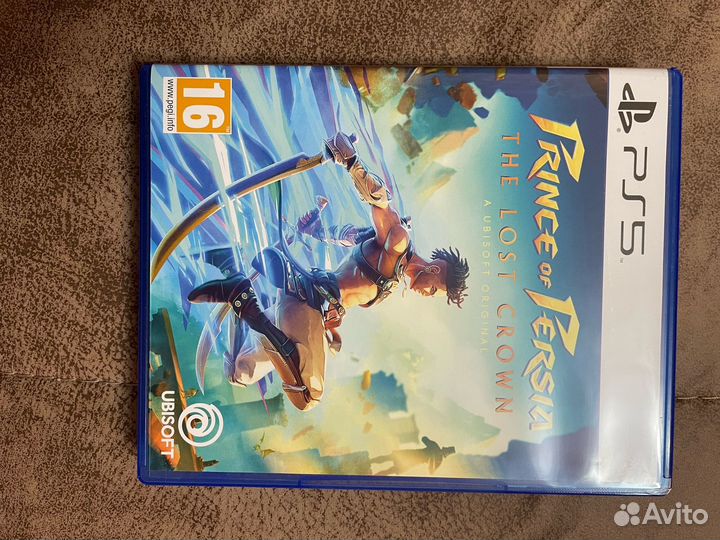 PS5
PRINCE OF PERSIA
THE LOST CROWN
A UBISOFT ORIGINAL
16
www.pegi.info
UBISOFT
Avito